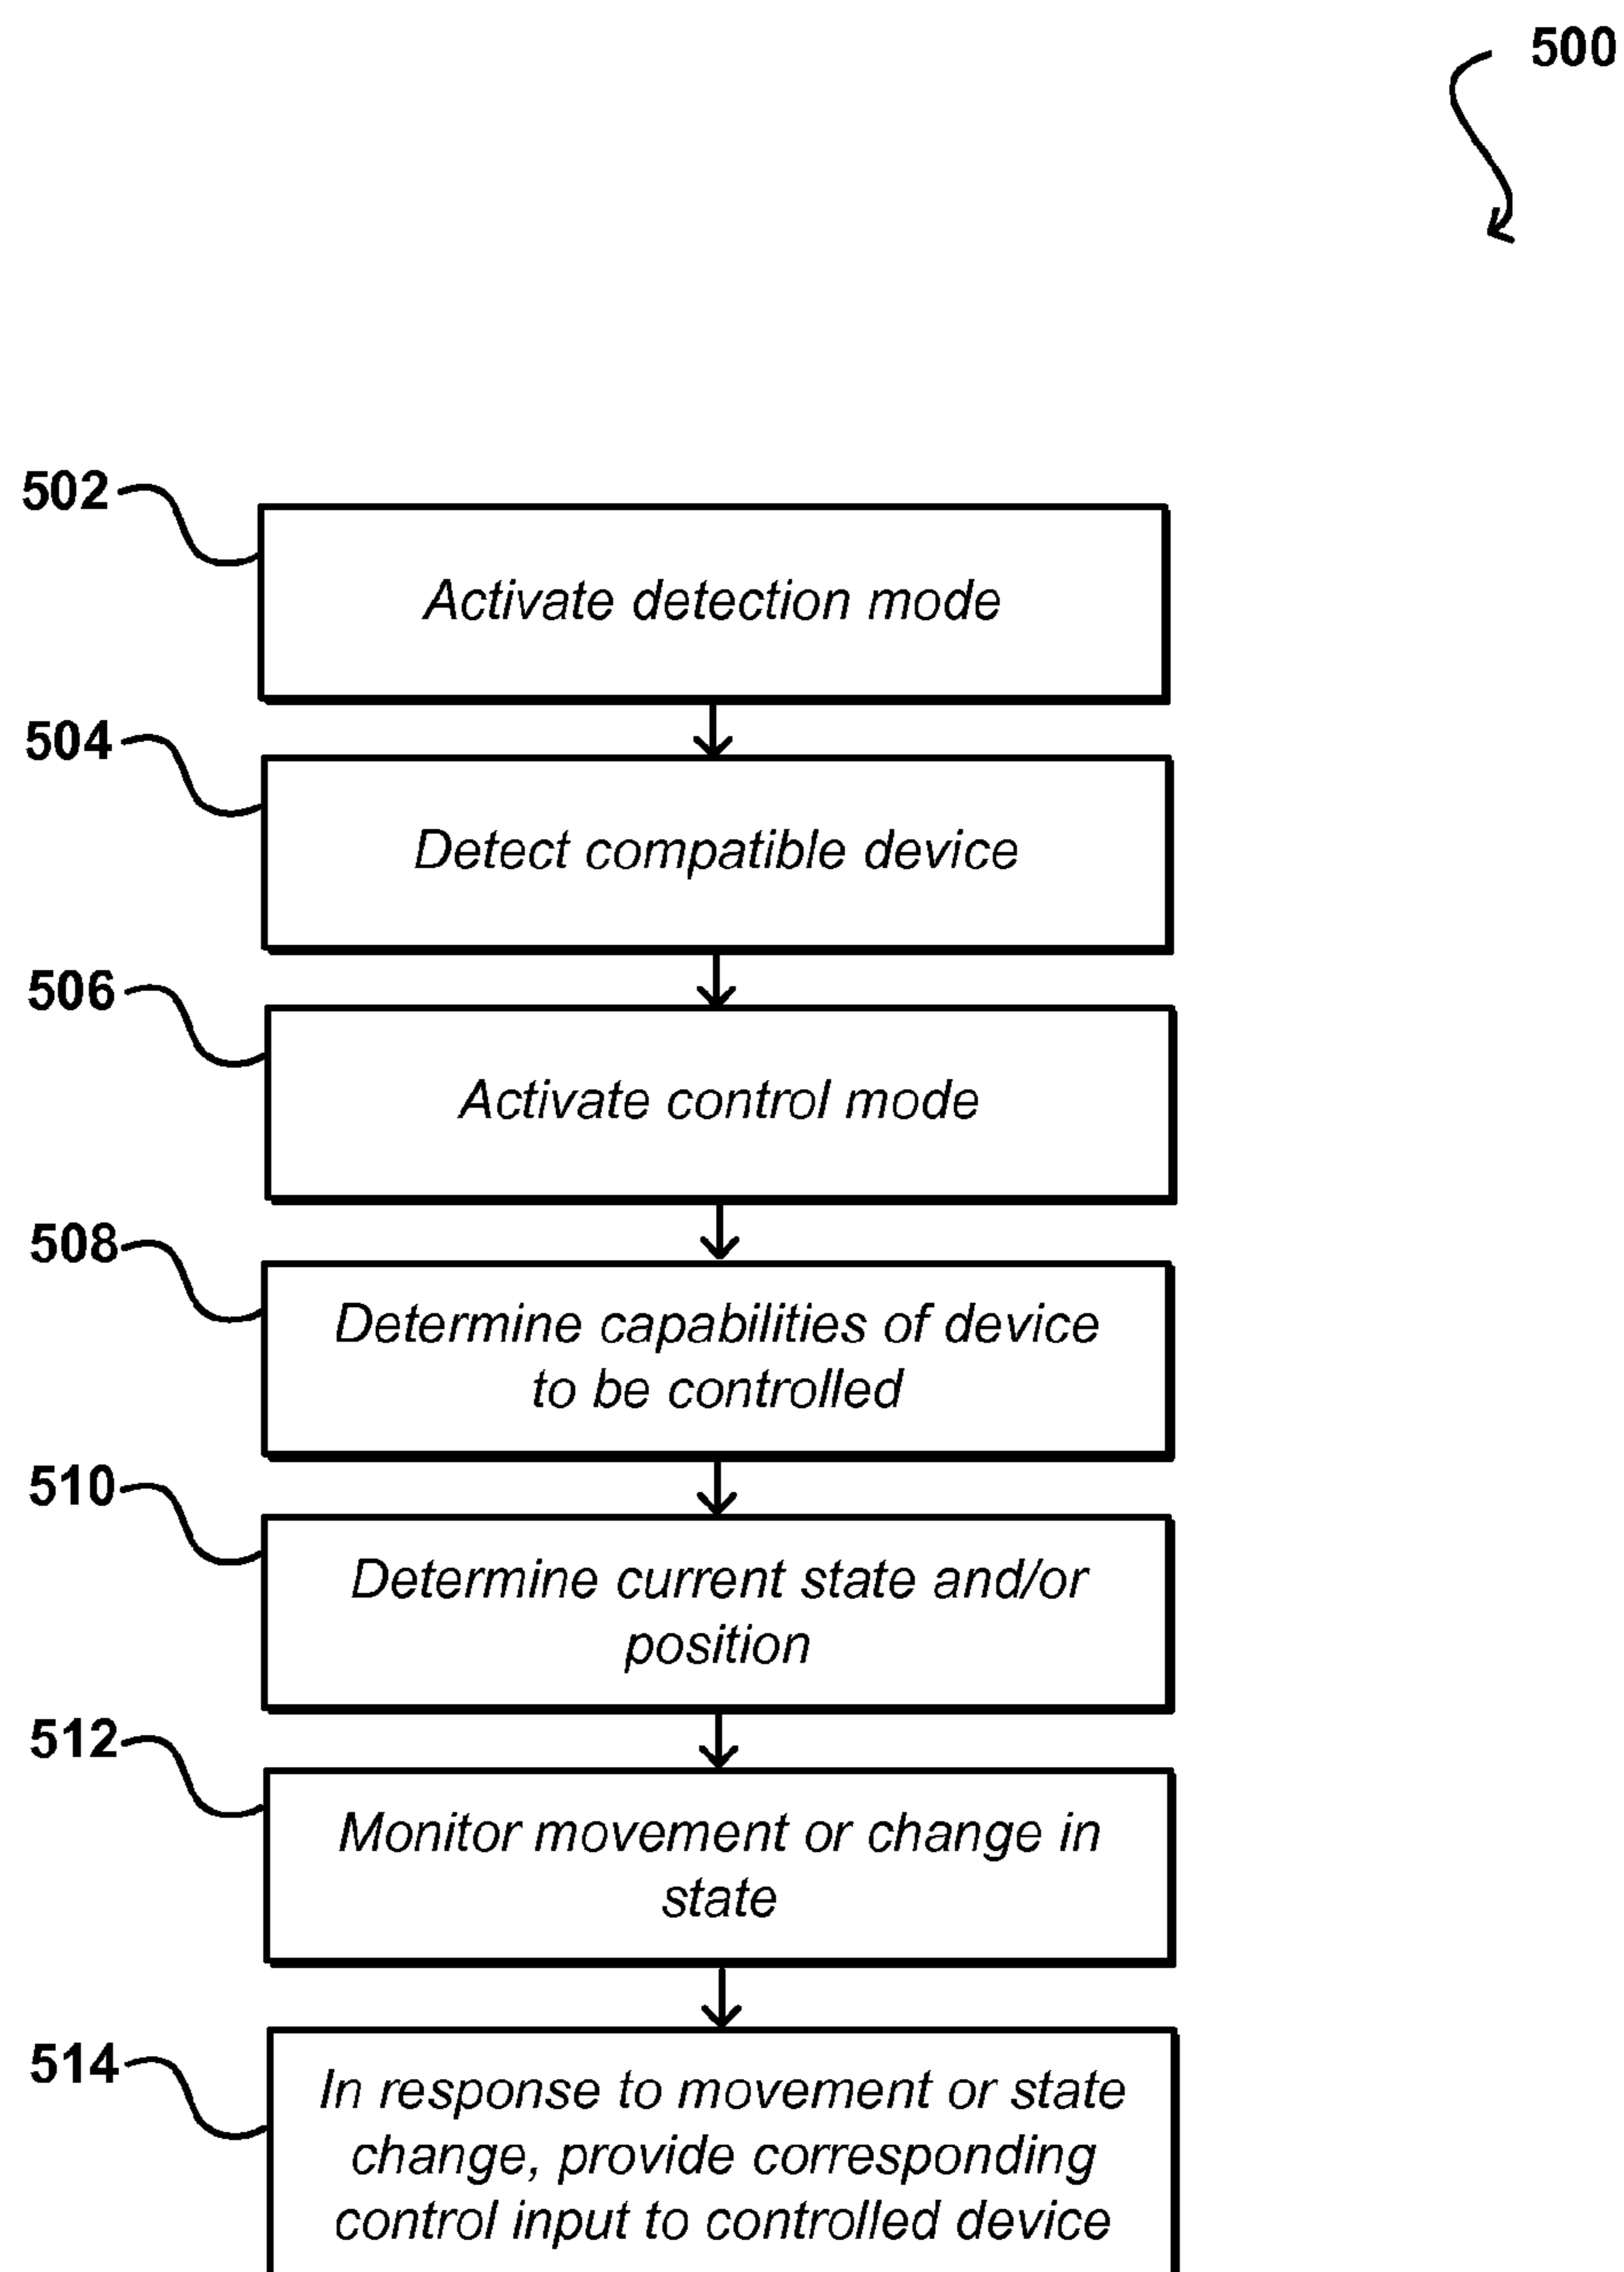 500
502
Activate detection mode
504
Detect compatible device
506
Activate control mode
508
Determine capabilities of device
to be controlled
510
Determine current state and/or
position
512
Monitor movement or change in
state
514
In response to movement or state
change, provide corresponding
control input to controlled device